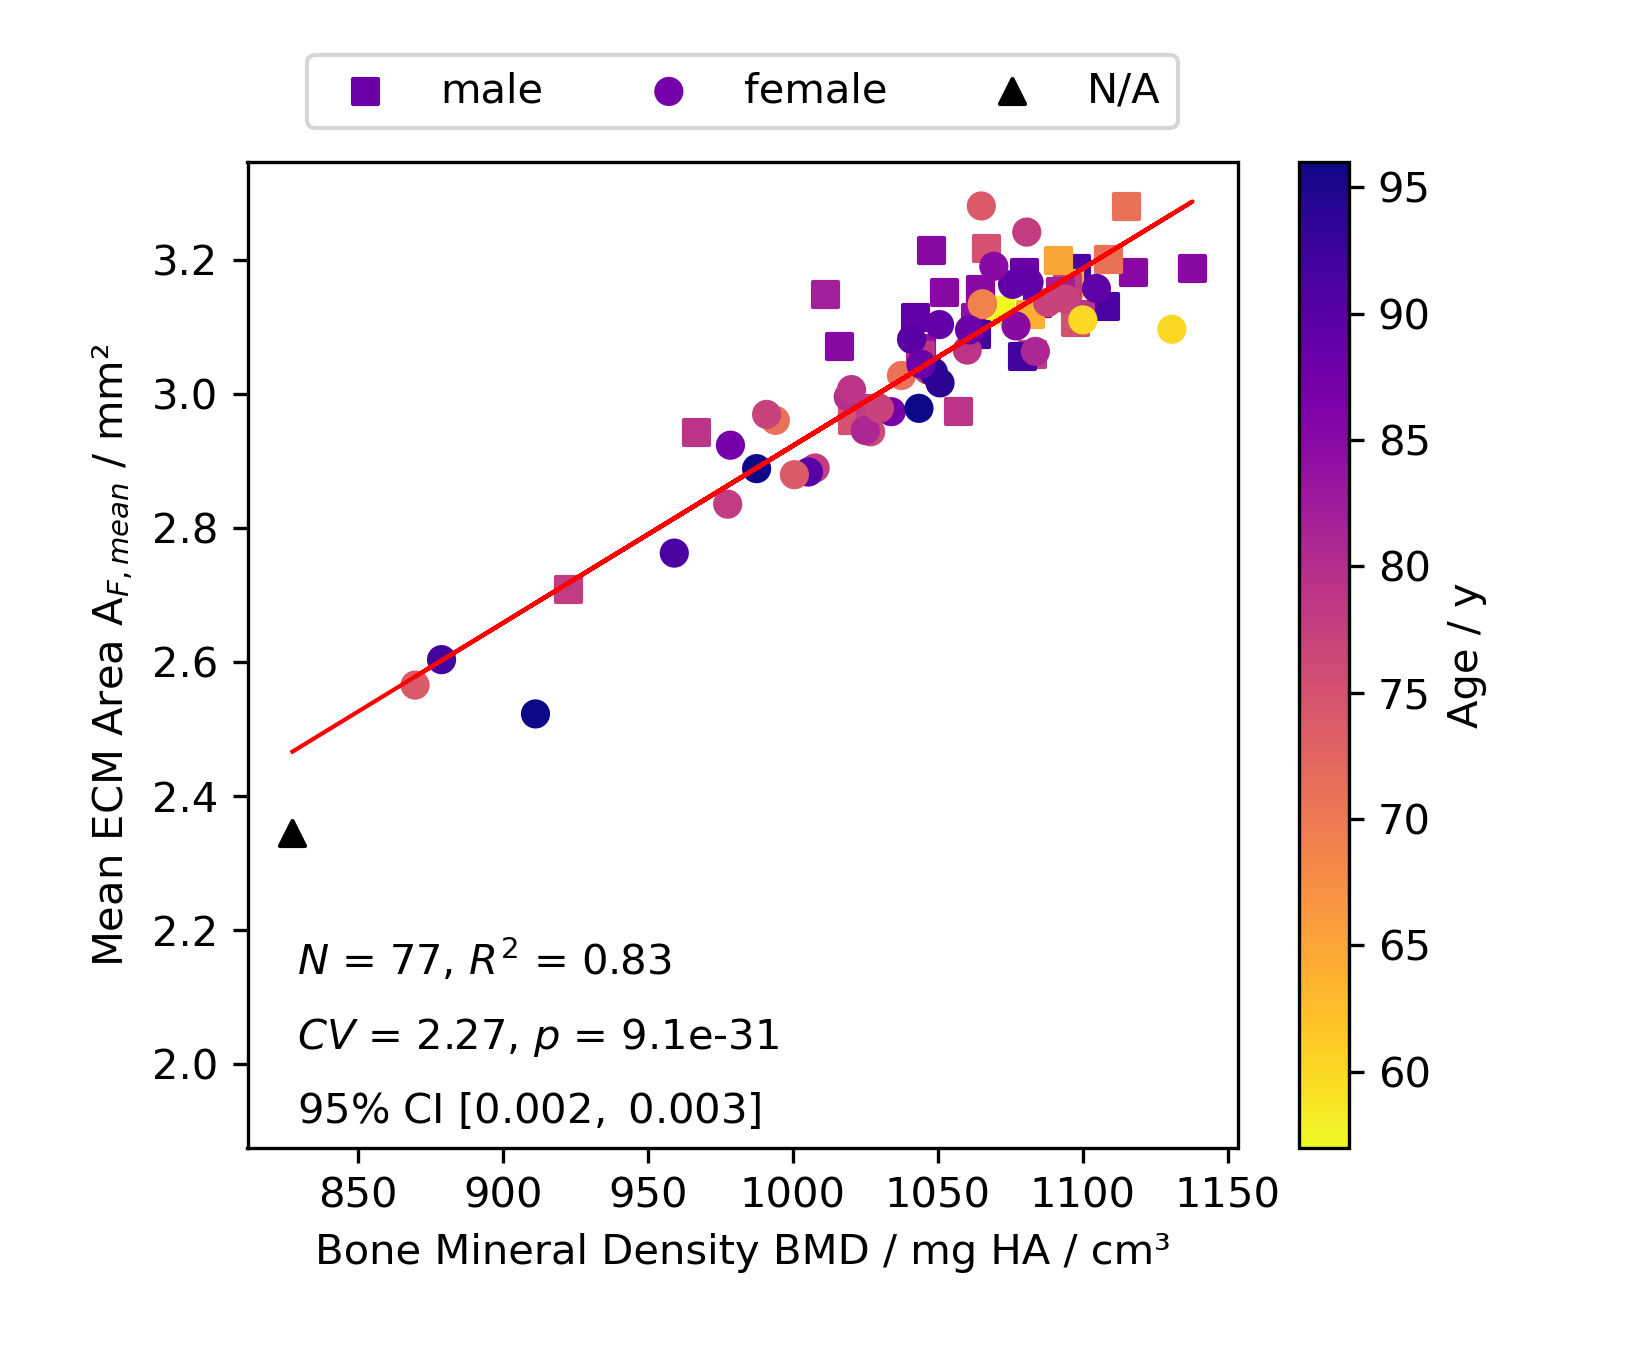 male female N/A
3.2
3.0
2.8
2.6
2.4
2.2
2.0
Mean ECM Area A_{F, mean} / mm²
N = 77, R² = 0.83
CV = 2.27, p = 9.1e-31
95% CI [0.002, 0.003]
850 900 950 1000 1050 1100 1150
Bone Mineral Density BMD / mg HA / cm³
95
90
85
80
75
70
65
60
Age / y